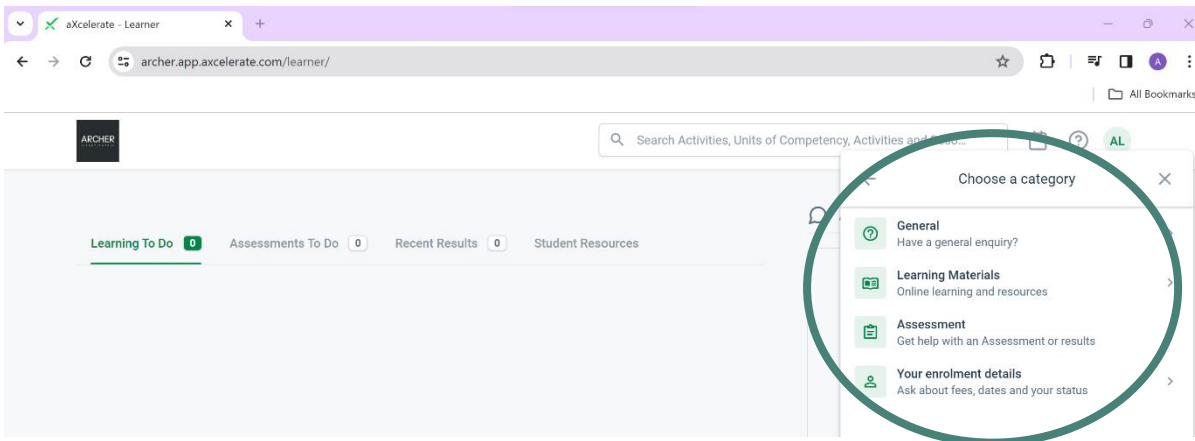 aXcelerate - Learner
archer.app.axcelerate.com/learner/
A
All Bookmarks
ARCHER
Search Activities, Units of Competency, Activities and
AL
Choose a category
Learning To Do 0 Assessments To Do 0 Recent Results 0 Student Resources
General
Have a general enquiry?
Learning Materials
Online learning and resources
Assessment
Get help with an Assessment or results
Your enrolment details
Ask about fees, dates and your status